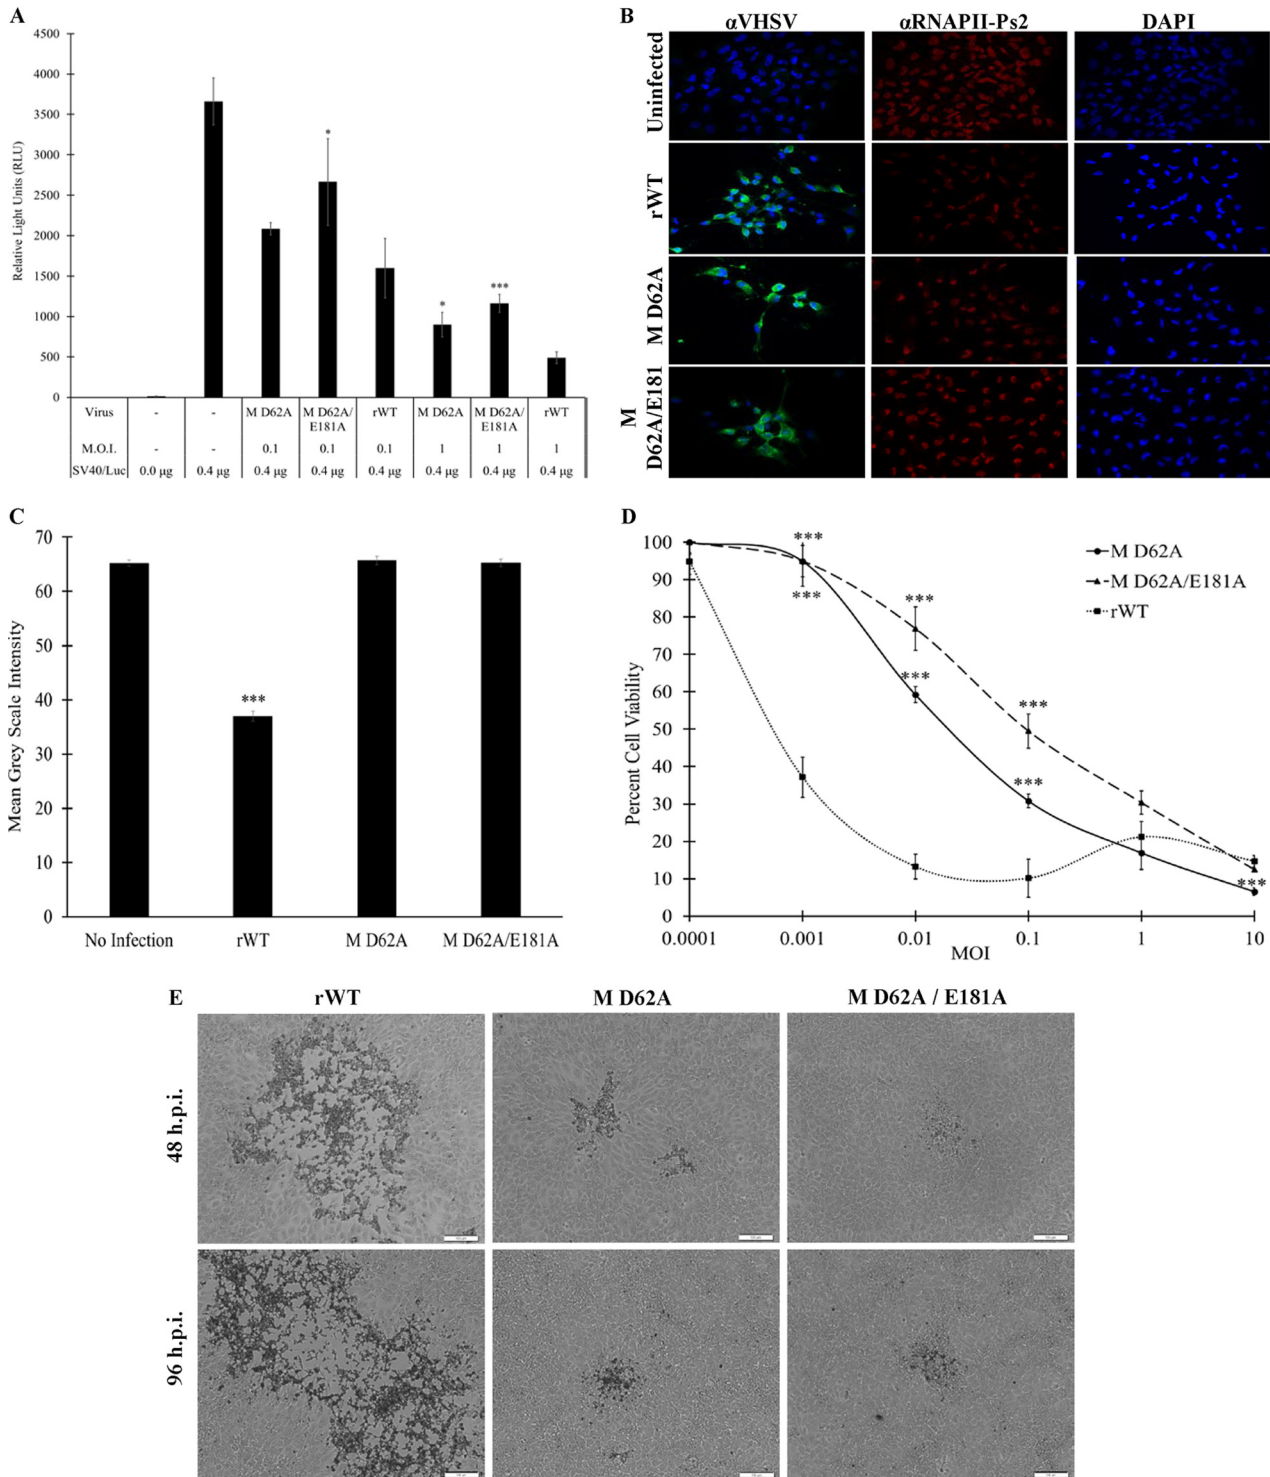 A
4500
4000
3500
3000
2500
2000
1500
1000
500
0
Relative Light Units (RLU)
*
*
***
Virus - - M D62A M D62A/ E181A rWT M D62A M D62A/ E181A rWT
M.O.I. - - 0.1 0.1 0.1 1 1 1
SV40/Luc 0.0 μg 0.4 μg 0.4 μg 0.4 μg 0.4 μg 0.4 μg 0.4 μg 0.4 μg
B
αVHSV αRNAPII-Ps2 DAPI
Uninfected
rWT
M D62A
M
D62A/E181
C
70
60
50
40
30
20
10
0
Mean Grey Scale Intensity
***
No Infection rWT M D62A M D62A/E181A
D
100
90
80
70
60
50
40
30
20
10
0
Percent Cell Viability
M D62A
M D62A/E181A
rWT
***
***
***
***
***
***
***
0.0001 0.001 0.01 0.1 1 10
MOI
E
rWT M D62A M D62A / E181A
48 h.p.i.
96 h.p.i.